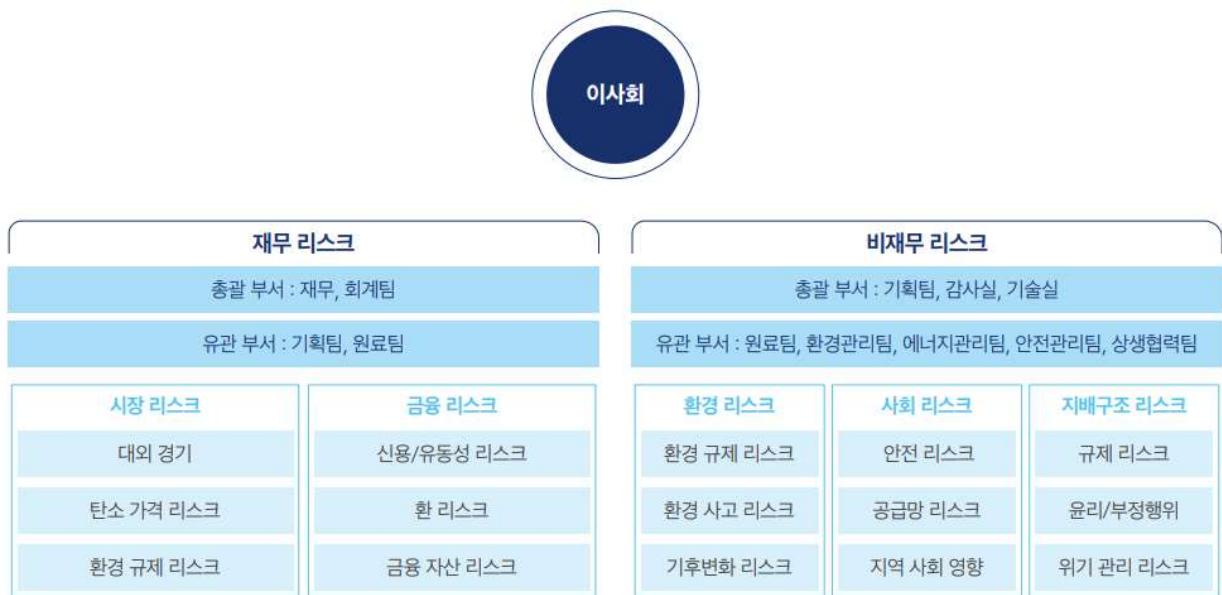 이사회
재무 리스크
총괄 부서 : 재무, 회계팀
유관 부서 : 기획팀, 원료팀
시장 리스크
대외 경기
탄소 가격 리스크
환경 규제 리스크
금융 리스크
신용/유동성 리스크
환 리스크
금융 자산 리스크
비재무 리스크
총괄 부서 : 기획팀, 감사실, 기술실
유관 부서 : 원료팀, 환경관리팀, 에너지관리팀, 안전관리팀, 상생협력팀
환경 리스크
환경 규제 리스크
환경 사고 리스크
기후변화 리스크
사회 리스크
안전 리스크
공급망 리스크
지역 사회 영향
지배구조 리스크
규제 리스크
윤리/부정행위
위기 관리 리스크